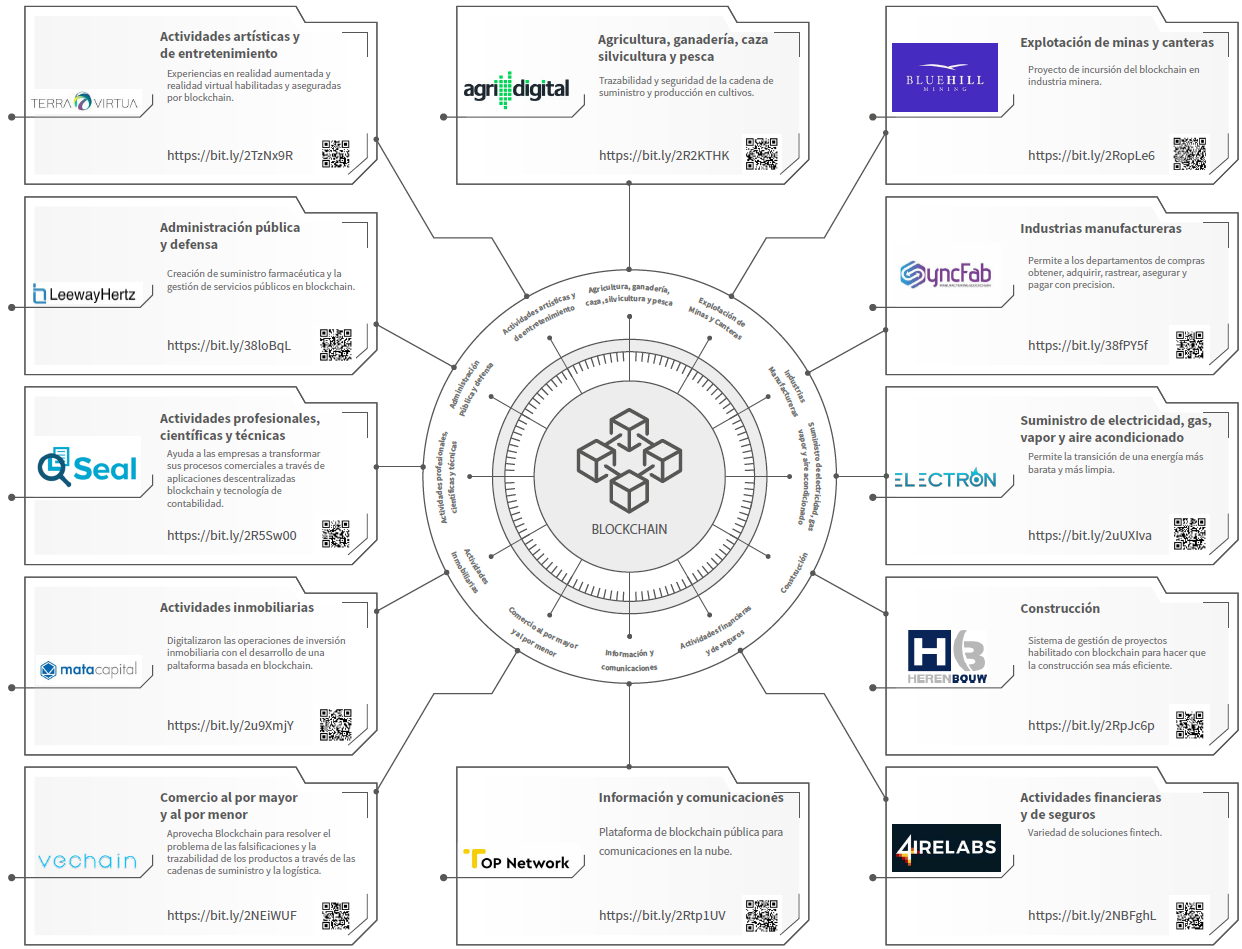 Actividades artísticas y
de entretenimiento
Experiencias en realidad aumentada y
realidad virtual habilitadas y aseguradas
por blockchain.
TERRA VIRTUA
https://bit.ly/2TzNx9R
Agricultura, ganadería, caza
silvicultura y pesca
Trazabilidad y seguridad de la cadena de
suministro y producción en cultivos.
agridigital
https://bit.ly/2R2KTHK
Explotación de minas y canteras
Proyecto de incursión del blockchain en
industria minera.
BLUEHILL
MINING
https://bit.ly/2RopLe6
Administración pública
y defensa
Creación de suministro farmacéutica y la
gestión de servicios públicos en blockchain.
LeewayHertz
https://bit.ly/38loBqL
Industrias manufactureras
Permite a los departamentos de compras
obtener, adquirir, rastrear, asegurar y
pagar con precision.
SyncFab
https://bit.ly/38fPY5f
Actividades profesionales,
científicas y técnicas
Ayuda a las empresas a transformar
sus procesos comerciales a través de
aplicaciones descentralizadas
blockchain y tecnología de
contabilidad.
Seal
https://bit.ly/2R5Sw00
Suministro de electricidad, gas,
vapor y aire acondicionado
Permite la transición de una energía más
barata y más limpia.
ELECTRON
https://bit.ly/2uUXIva
Actividades inmobiliarias
Digitalizaron las operaciones de inversión
inmobiliaria con el desarrollo de una
paltaforma basada en blockchain.
matacapital
https://bit.ly/2u9XmjY
Construcción
Sistema de gestión de proyectos
habilitado con blockchain para hacer que
la construcción sea más eficiente.
HB
HERENBOUW
https://bit.ly/2RpJc6p
Comercio al por mayor
y al por menor
Aprovecha Blockchain para resolver el
problema de las falsificaciones y la
trazabilidad de los productos a través de las
cadenas de suministro y la logística.
vechain
https://bit.ly/2NEiWUF
Información y comunicaciones
Plataforma de blockchain pública para
comunicaciones en la nube.
TOP Network
https://bit.ly/2Rtp1UV
Actividades financieras
y de seguros
Variedad de soluciones fintech.
4IRELABS
https://bit.ly/2NBFghL
Agricultura, ganadería,
caza, silvicultura y pesca
Explotación de
Minas y Canteras
Industrias
Manufactureras
Suministro de electricidad, gas
vapor y aire acondicionado
Construcción
Actividades financieras
y de seguros
Información y
comunicaciones
Comercio al por mayor
y al por menor
Actividades
Inmobiliarias
Actividades profesionales,
científicas y técnicas
Administración
Pública y defensa
Actividades artísticas y
de entretenimiento
BLOCKCHAIN